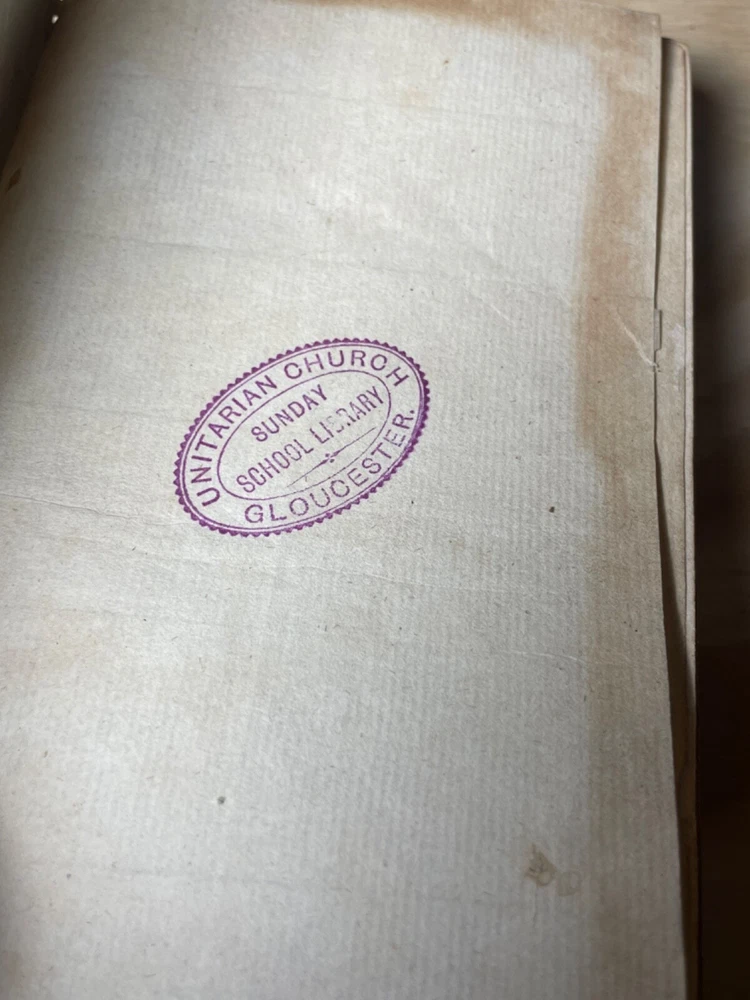 UNITARIAN CHURCH
SUNDAY
SCHOOL LIBRARY
GLOUCESTER.